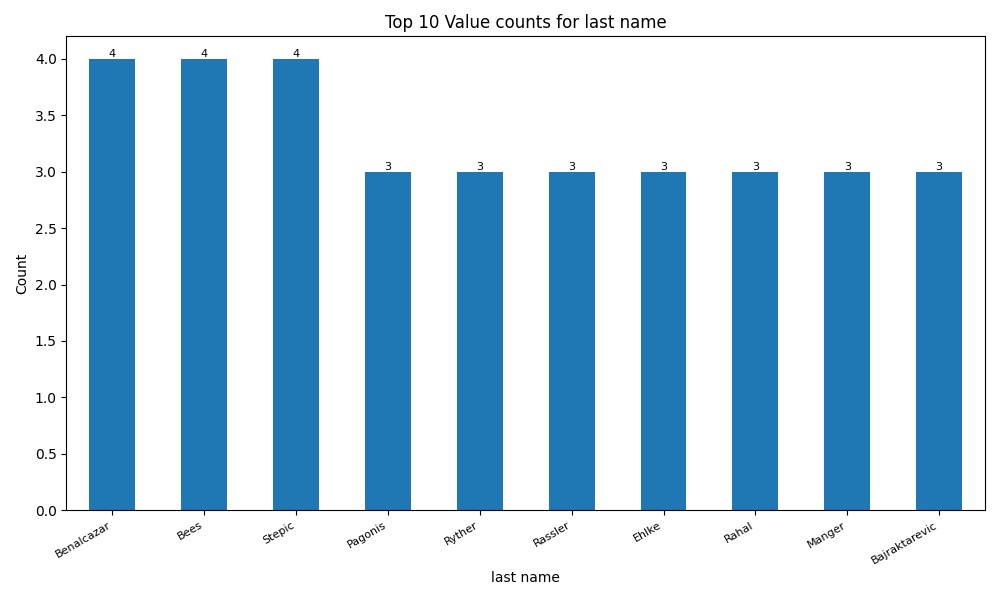 Top 10 Value counts for last name
4 4 4 3 3 3 3 3 3 3
4.0
3.5
3.0
2.5
2.0
1.5
1.0
0.5
0.0
Count
Benalcazar Bees Stepic Pagonis Ryther Rassler Ehlke Rahal Manger Bajraktarevic
last name